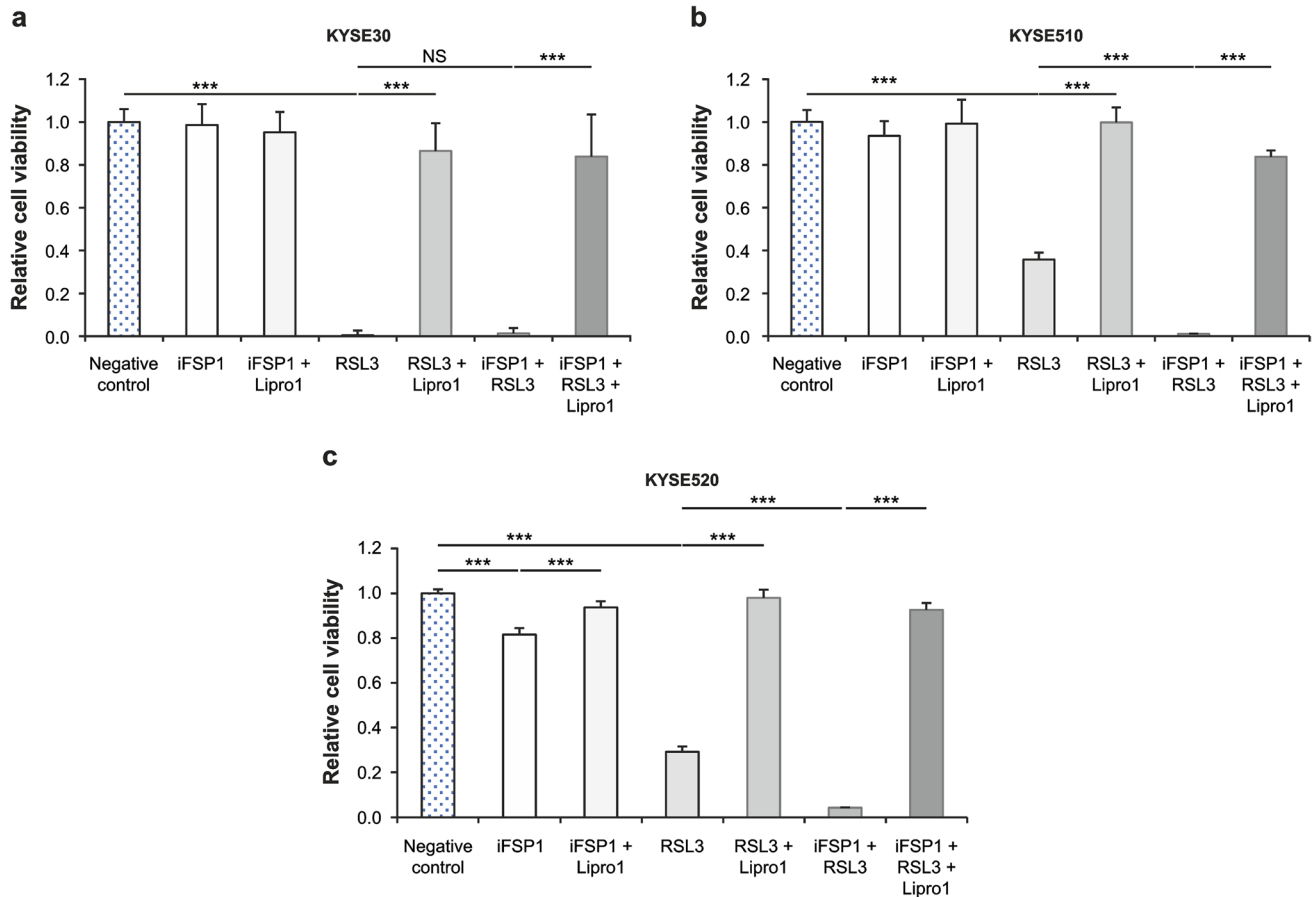 a
KYSE30
NS ***
*** ***
Relative cell viability
1.2
1.0
0.8
0.6
0.4
0.2
0.0
Negative control
iFSP1
iFSP1 + Lipro1
RSL3
RSL3 + Lipro1
iFSP1 + RSL3
iFSP1 + RSL3 + Lipro1
b
KYSE510
*** ***
*** ***
Relative cell viability
1.2
1.0
0.8
0.6
0.4
0.2
0.0
Negative control
iFSP1
iFSP1 + Lipro1
RSL3
RSL3 + Lipro1
iFSP1 + RSL3
iFSP1 + RSL3 + Lipro1
c
KYSE520
*** ***
*** ***
*** ***
Relative cell viability
1.2
1.0
0.8
0.6
0.4
0.2
0.0
Negative control
iFSP1
iFSP1 + Lipro1
RSL3
RSL3 + Lipro1
iFSP1 + RSL3
iFSP1 + RSL3 + Lipro1